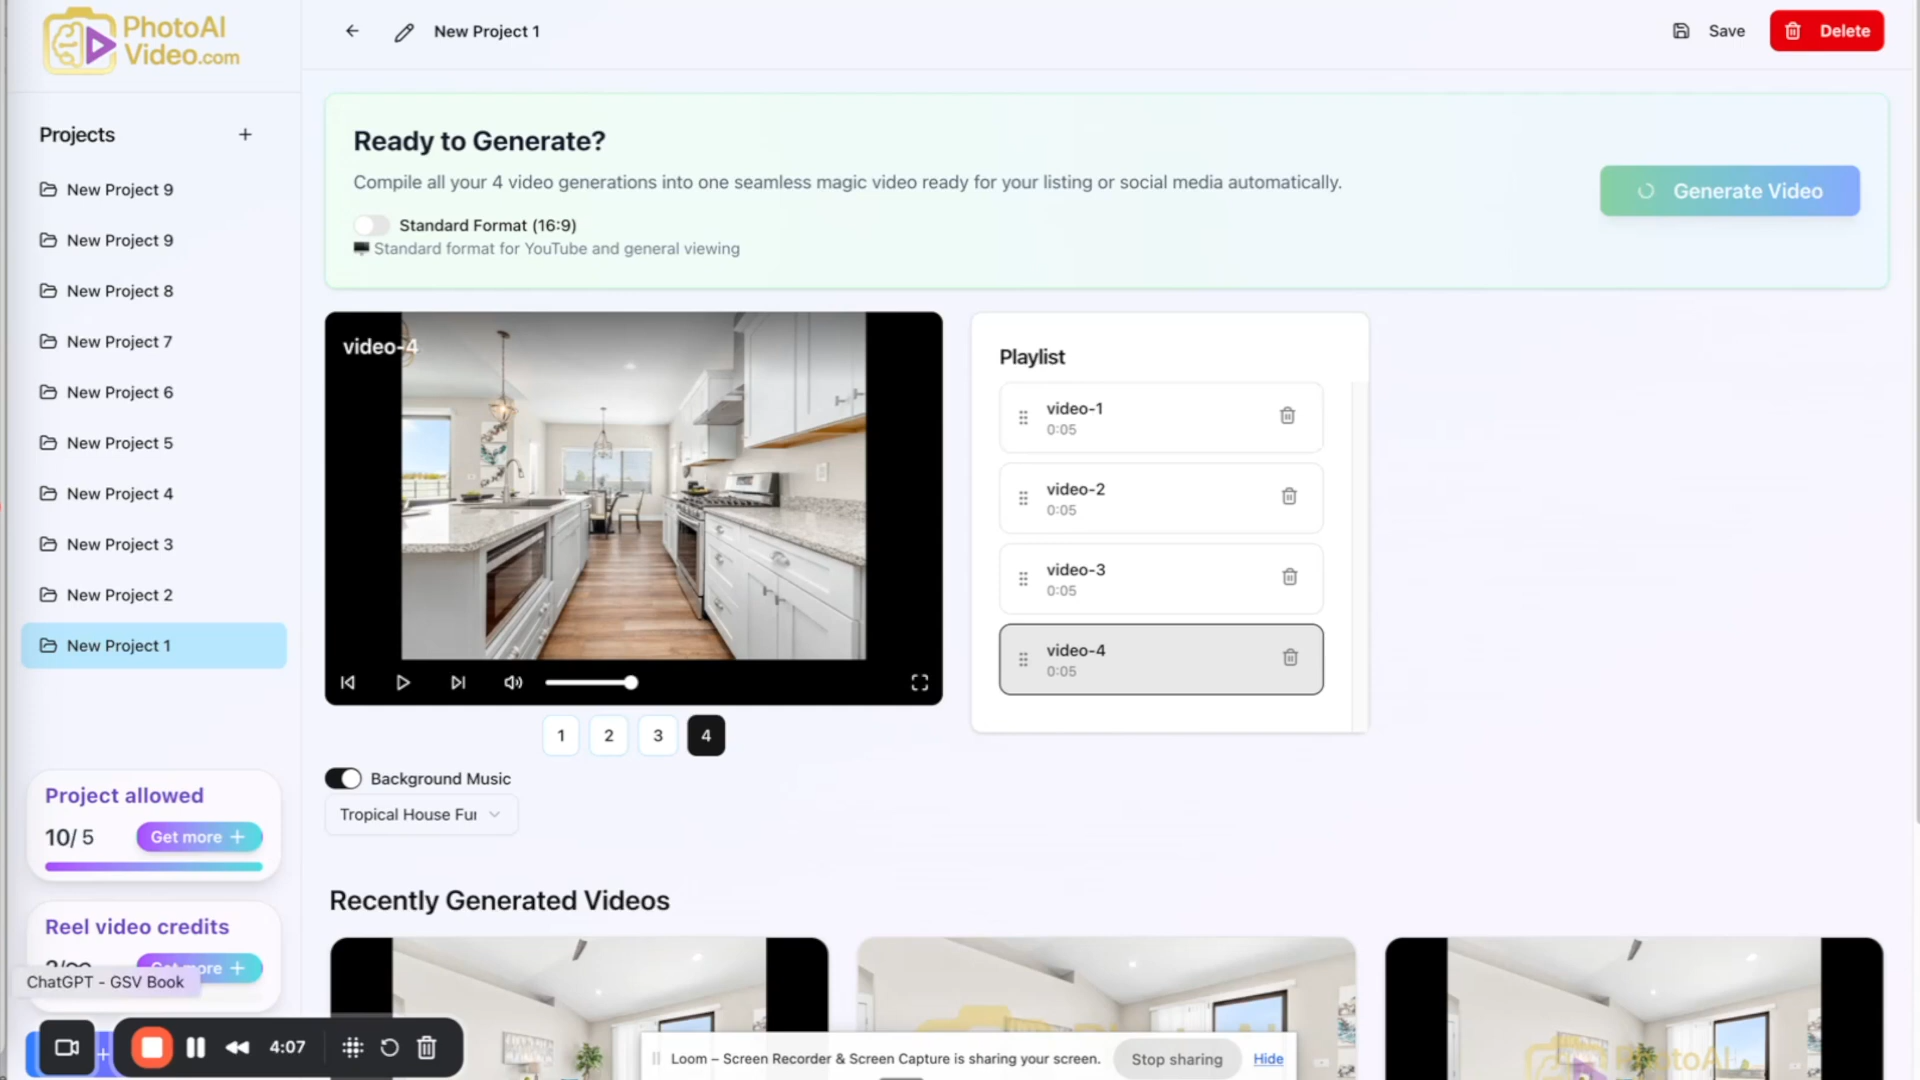 PhotoAI
Video.com
New Project 1
Save
Delete
Projects
+
New Project 9
New Project 9
New Project 8
New Project 7
New Project 6
New Project 5
New Project 4
New Project 3
New Project 2
New Project 1
Ready to Generate?
Compile all your 4 video generations into one seamless magic video ready for your listing or social media automatically.
Standard Format (16:9)
Standard format for YouTube and general viewing
Generate Video
video-4
Playlist
video-1
0:05
video-2
0:05
video-3
0:05
video-4
0:05
1 2 3 4
Background Music
Tropical House Fur
Project allowed
10/ 5
Get more +
Reel video credits
Get more +
ChatGPT - GSV Book
Recently Generated Videos
PhotoAI
4:07
Loom – Screen Recorder & Screen Capture is sharing your screen.
Stop sharing
Hide